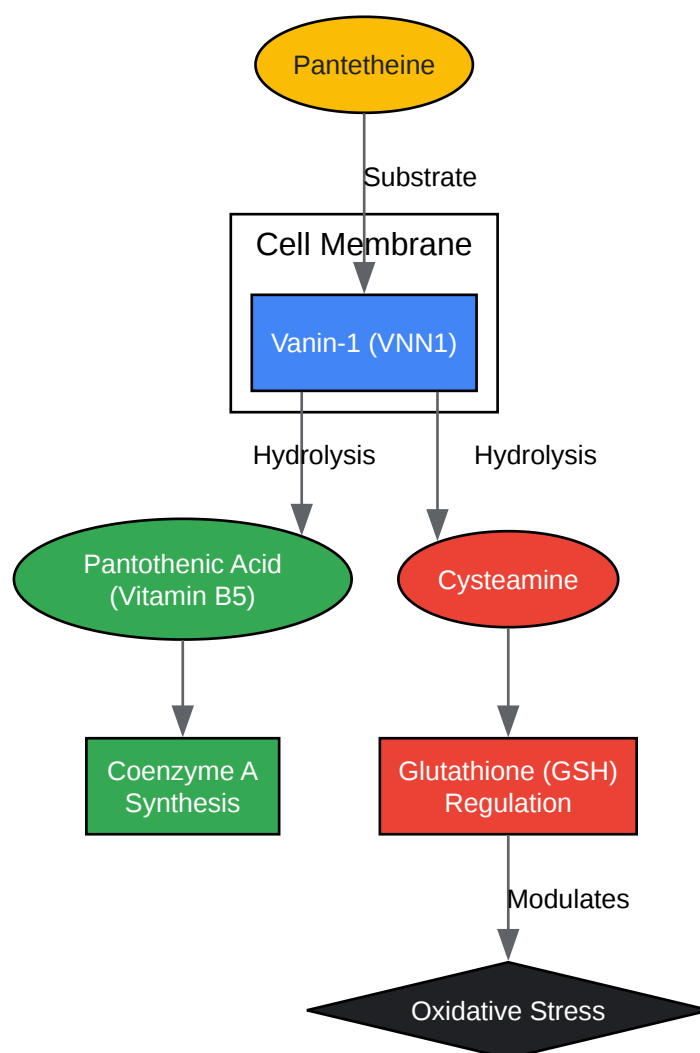 Pantetheine
Substrate
Cell Membrane
Vanin-1 (VNN1)
Hydrolysis
Hydrolysis
Pantothenic Acid
(Vitamin B5)
Cysteamine
Coenzyme A
Synthesis
Glutathione (GSH)
Regulation
Modulates
Oxidative Stress